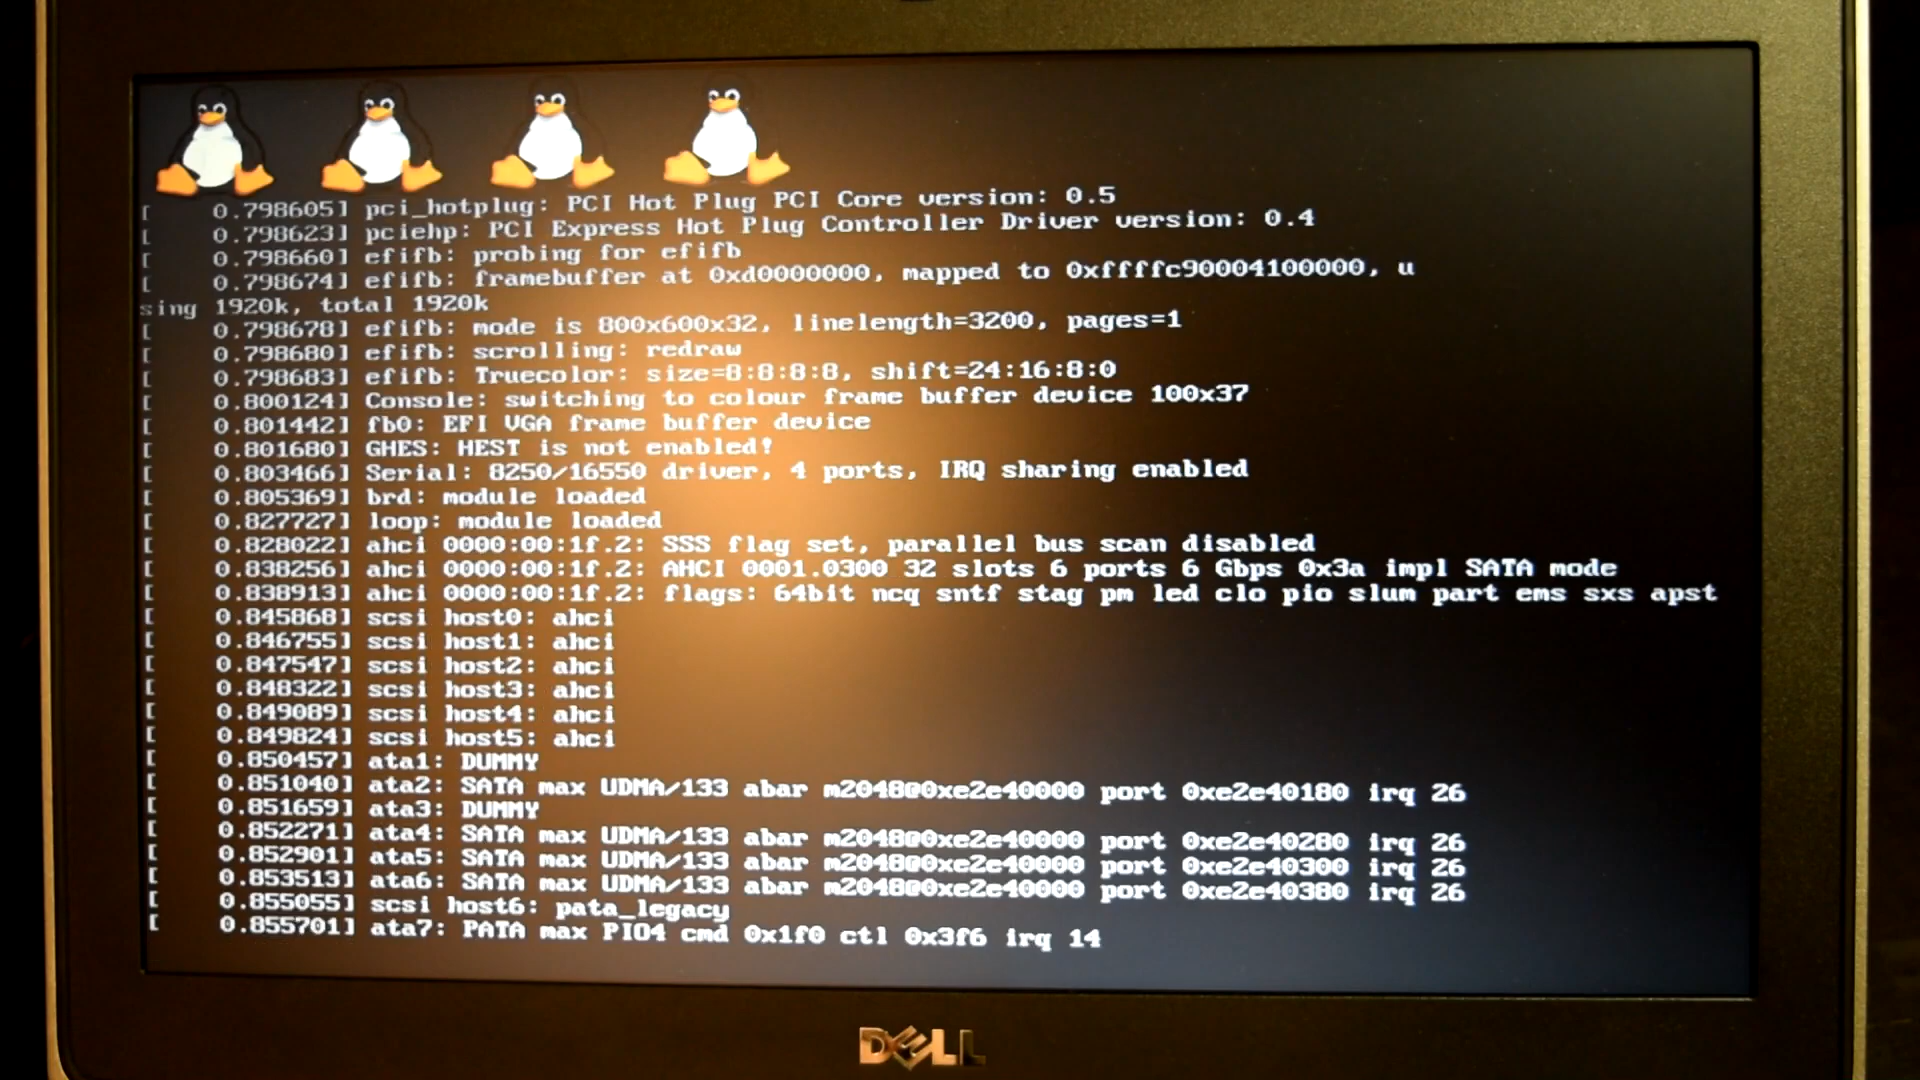 [    0.798605] pci_hotplug: PCI Hot Plug PCI Core version: 0.5
[    0.798623] pciehp: PCI Express Hot Plug Controller Driver version: 0.4
[    0.798660] efifb: probing for efifb
[    0.798674] efifb: framebuffer at 0xd0000000, mapped to 0xffffc90004100000, u
sing 1920k, total 1920k
[    0.798678] efifb: mode is 800x600x32, linelength=3200, pages=1
[    0.798680] efifb: scrolling: redraw
[    0.798683] efifb: Truecolor: size=8:8:8:8, shift=24:16:8:0
[    0.800124] Console: switching to colour frame buffer device 100x37
[    0.801442] fb0: EFI VGA frame buffer device
[    0.801680] GHES: HEST is not enabled!
[    0.803466] Serial: 8250/16550 driver, 4 ports, IRQ sharing enabled
[    0.805369] brd: module loaded
[    0.827727] loop: module loaded
[    0.828022] ahci 0000:00:1f.2: SSS flag set, parallel bus scan disabled
[    0.838256] ahci 0000:00:1f.2: AHCI 0001.0300 32 slots 6 ports 6 Gbps 0x3a impl SATA mode
[    0.838913] ahci 0000:00:1f.2: flags: 64bit ncq sntf stag pm led clo pio slum part ems sxs apst
[    0.845868] scsi host0: ahci
[    0.846755] scsi host1: ahci
[    0.847547] scsi host2: ahci
[    0.848322] scsi host3: ahci
[    0.849089] scsi host4: ahci
[    0.849824] scsi host5: ahci
[    0.850457] ata1: DUMMY
[    0.851040] ata2: SATA max UDMA/133 abar m2048@0xe2e40000 port 0xe2e40180 irq 26
[    0.851659] ata3: DUMMY
[    0.852271] ata4: SATA max UDMA/133 abar m2048@0xe2e40000 port 0xe2e40280 irq 26
[    0.852901] ata5: SATA max UDMA/133 abar m2048@0xe2e40000 port 0xe2e40300 irq 26
[    0.853513] ata6: SATA max UDMA/133 abar m2048@0xe2e40000 port 0xe2e40380 irq 26
[    0.855055] scsi host6: pata_legacy
[    0.855701] ata7: PATA max PIO4 cmd 0x1f0 ctl 0x3f6 irq 14
DELL